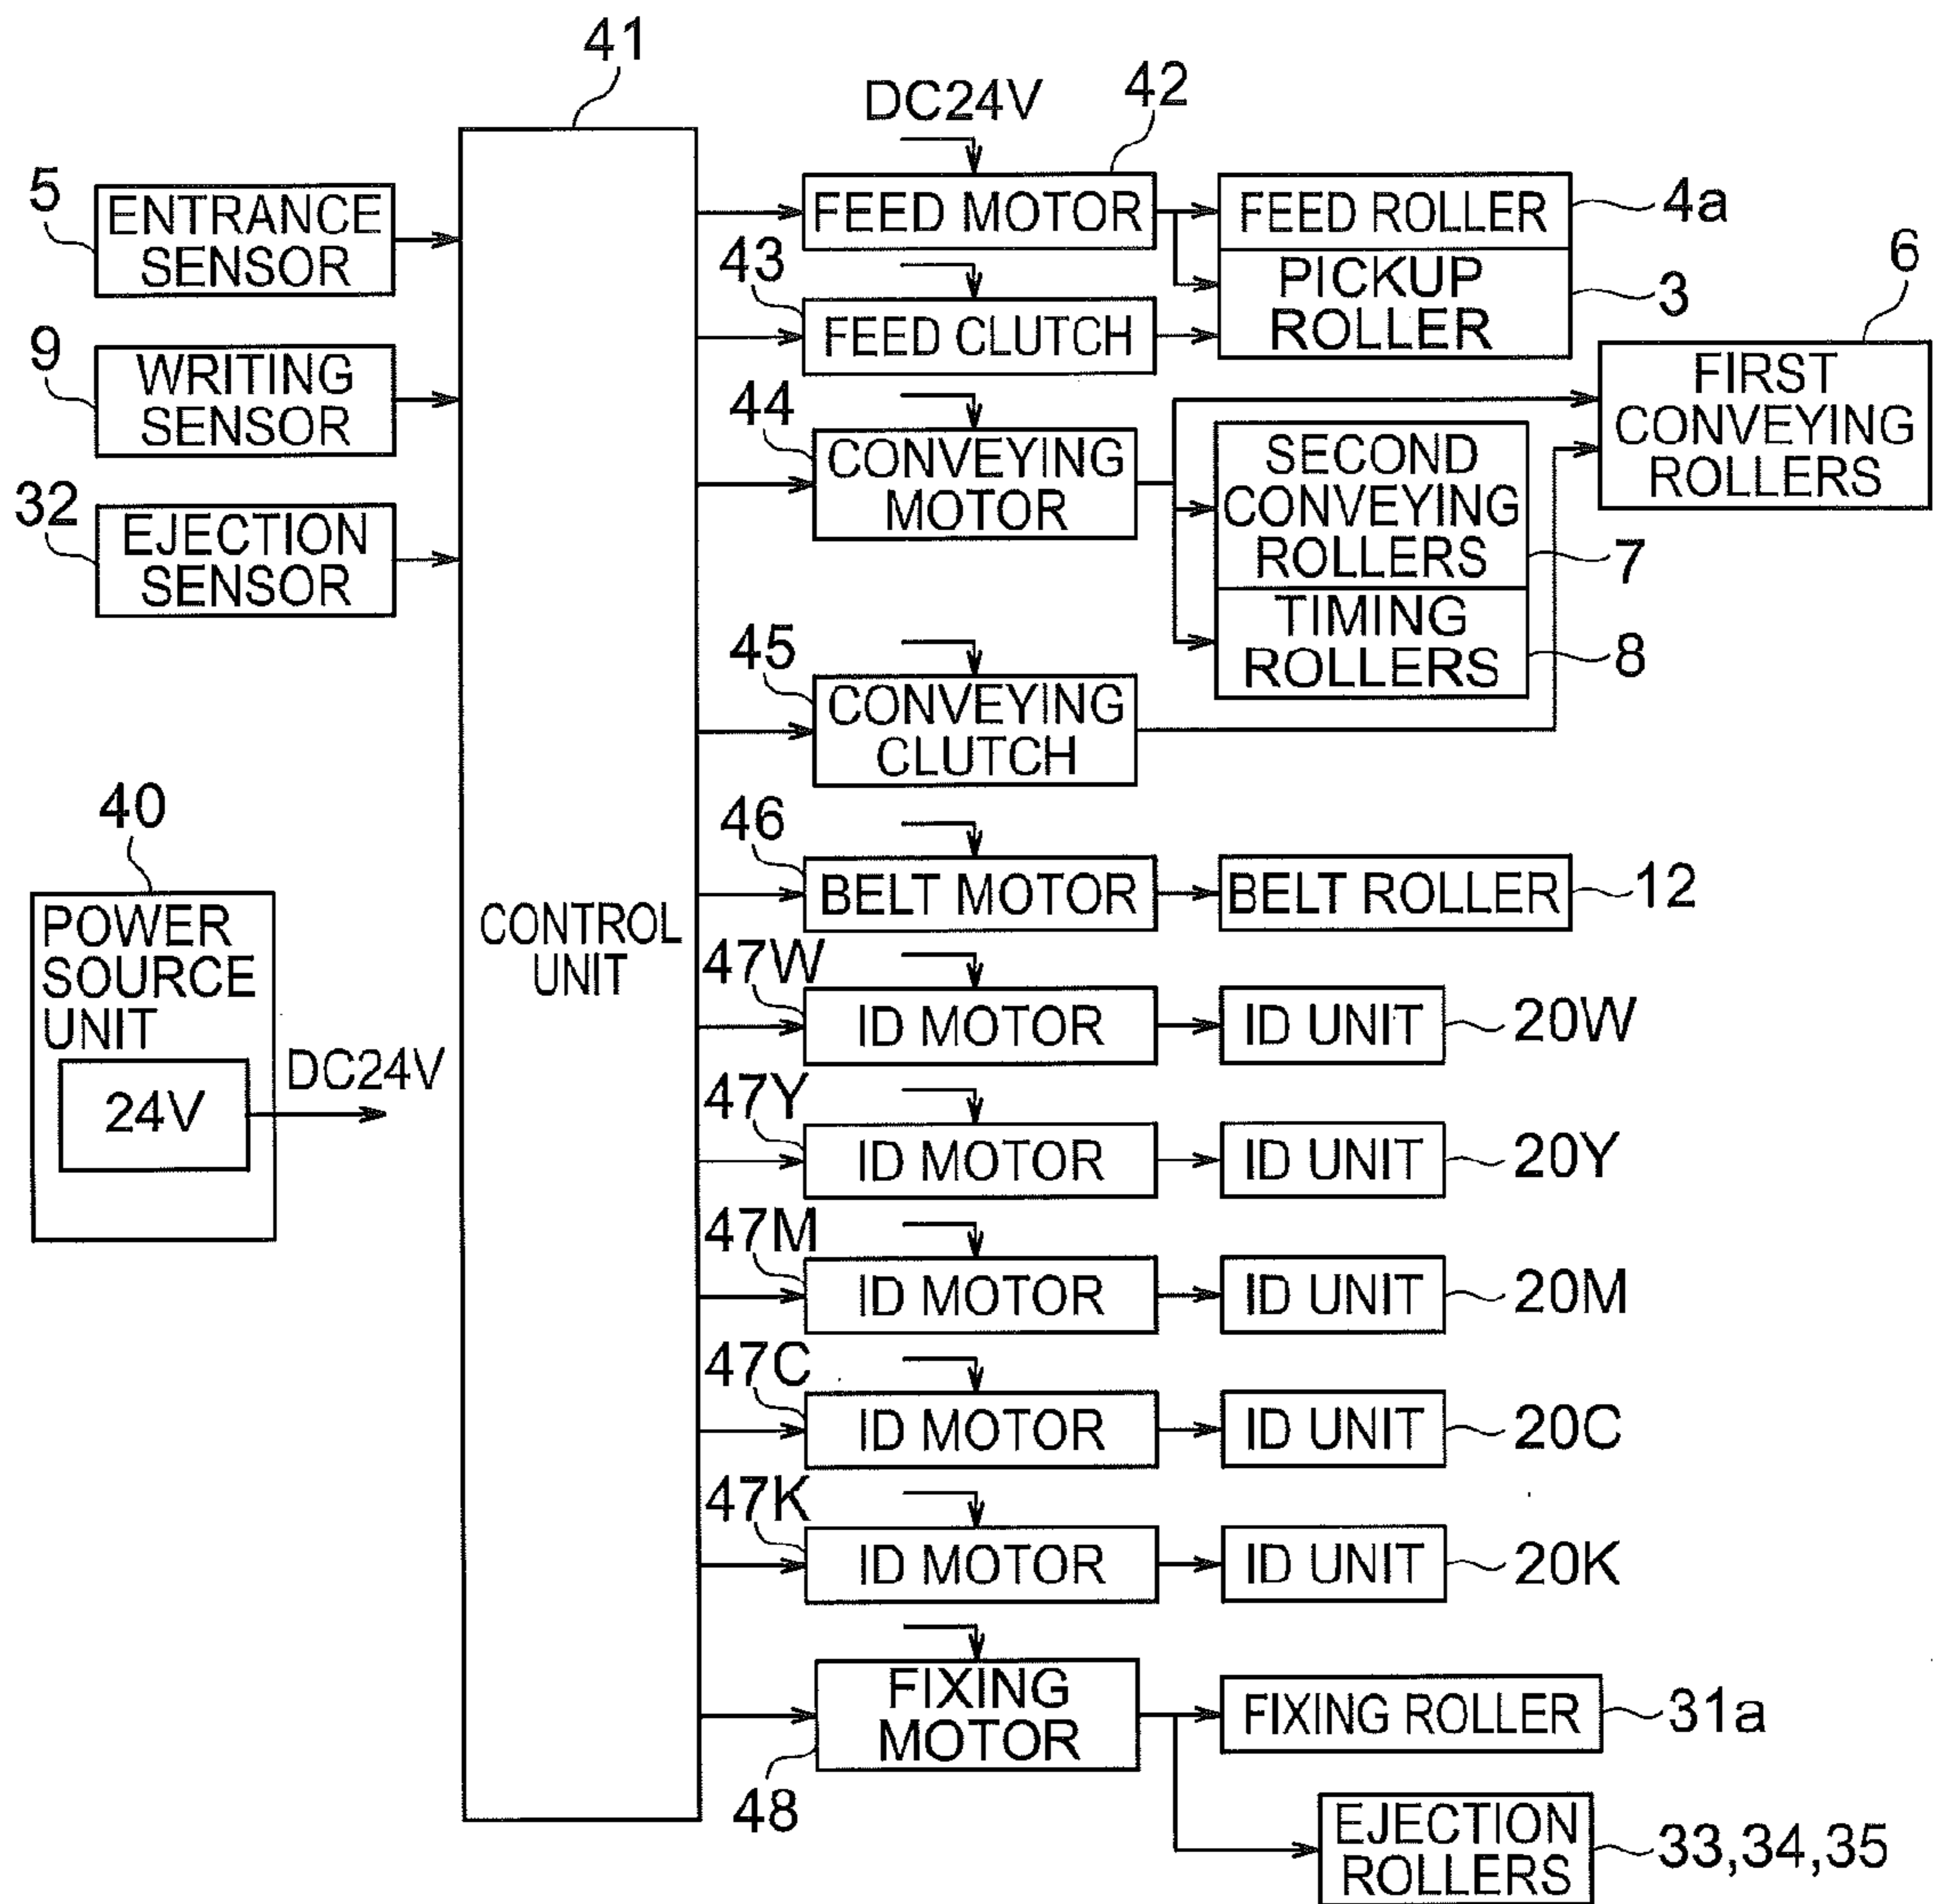 41
DC24V
42
5
ENTRANCE
SENSOR
FEED MOTOR
FEED ROLLER
4a
43
PICKUP
ROLLER
3
6
FEED CLUTCH
9
WRITING
SENSOR
44
CONVEYING
MOTOR
SECOND
CONVEYING
ROLLERS
7
FIRST
CONVEYING
ROLLERS
32
EJECTION
SENSOR
TIMING
ROLLERS
8
45
CONVEYING
CLUTCH
40
POWER
SOURCE
UNIT
24V
DC24V
CONTROL
UNIT
46
BELT MOTOR
BELT ROLLER
12
47W
ID MOTOR
ID UNIT
20W
47Y
ID MOTOR
ID UNIT
20Y
47M
ID MOTOR
ID UNIT
20M
47C
ID MOTOR
ID UNIT
20C
47K
ID MOTOR
ID UNIT
20K
FIXING
MOTOR
48
FIXING ROLLER
31a
EJECTION
ROLLERS
33,34,35